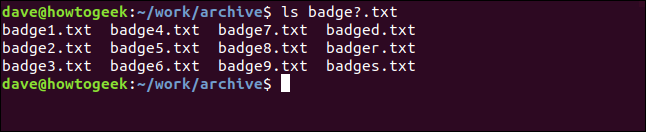 dave@howtogeek:~/work/archive$ ls badge?.txt
badge1.txt  badge4.txt  badge7.txt  badged.txt
badge2.txt  badge5.txt  badge8.txt  badger.txt
badge3.txt  badge6.txt  badge9.txt  badges.txt
dave@howtogeek:~/work/archive$